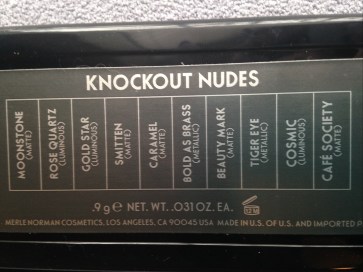 KNOCKOUT NUDES
MOONSTONE
(MATTE)
ROSE QUARTZ
(LUMINOUS)
GOLD STAR
(LUMINOUS)
SMITTEN
(MATTE)
CARAMEL
(MATTE)
BOLD AS BRASS
(METALLIC)
BEAUTY MARK
(MATTE)
TIGER EYE
(METALLIC)
COSMIC
(LUMINOUS)
CAFÉ SOCIETY
(MATTE)
.9 g ℮ NET. WT. .031 OZ. EA.
MERLE NORMAN COSMETICS, LOS ANGELES, CA 90045 USA MADE IN U.S. OF U.S. AND IMPORTED P